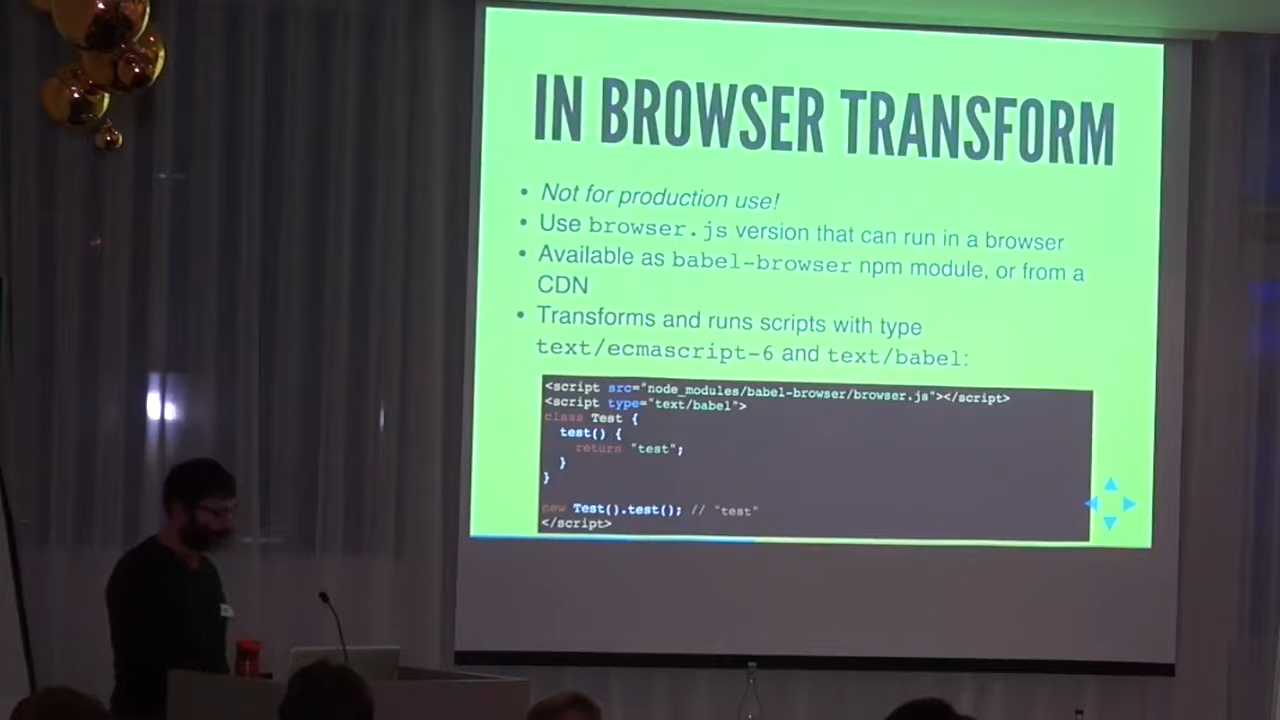 IN BROWSER TRANSFORM
• Not for production use!
• Use browser.js version that can run in a browser
• Available as babel-browser npm module, or from a
CDN
• Transforms and runs scripts with type
text/ecmascript-6 and text/babel:
<script src="node_modules/babel-browser/browser.js"></script>
<script type="text/babel">
class Test {
  test() {
    return "test";
  }
}
new Test().test(); // "test"
</script>